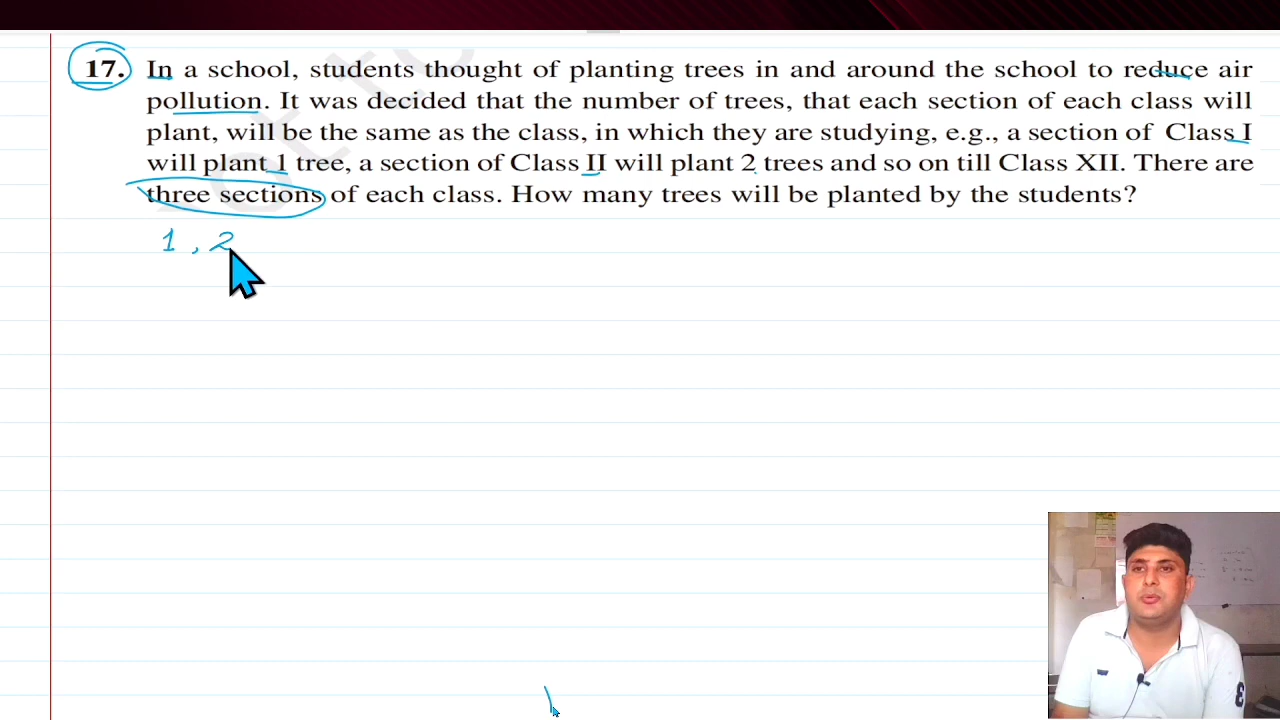 17. In a school, students thought of planting trees in and around the school to reduce air
pollution. It was decided that the number of trees, that each section of each class will
plant, will be the same as the class, in which they are studying, e.g., a section of Class I
will plant 1 tree, a section of Class II will plant 2 trees and so on till Class XII. There are
three sections of each class. How many trees will be planted by the students?
1 , 2